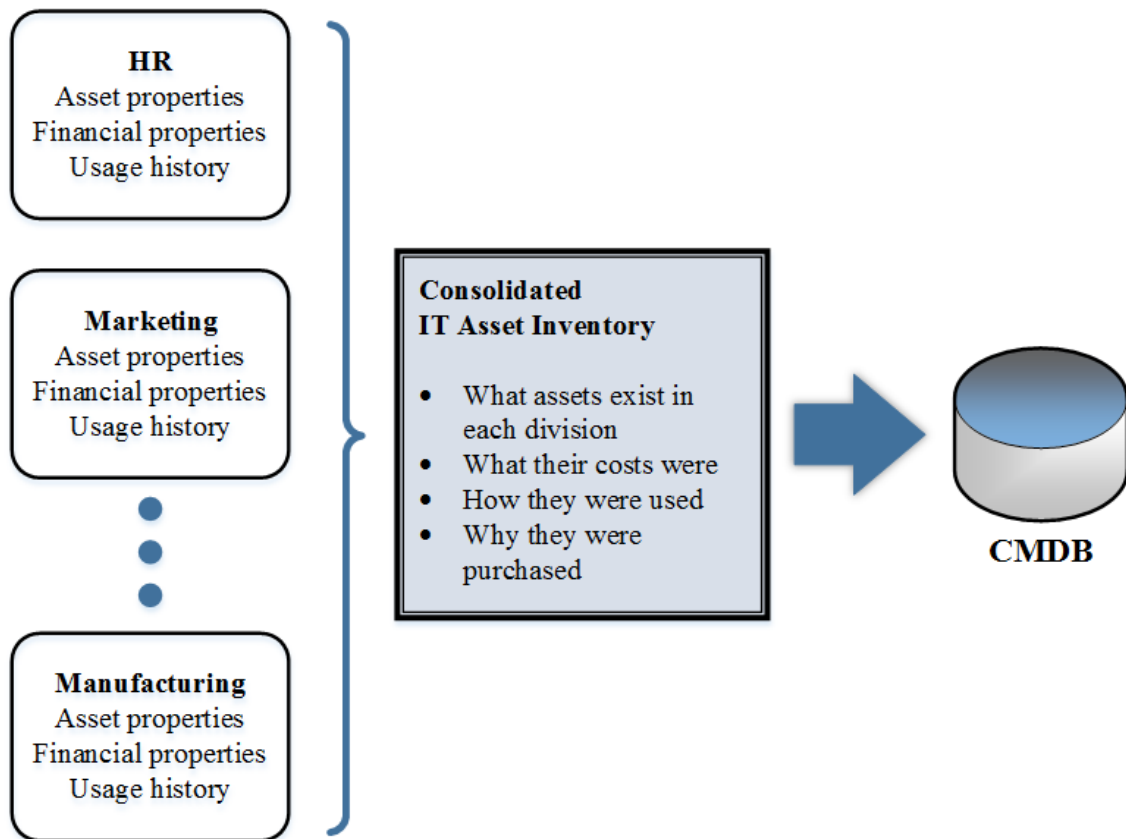 HR
Asset properties
Financial properties
Usage history
Marketing
Asset properties
Financial properties
Usage history
Manufacturing
Asset properties
Financial properties
Usage history
Consolidated
IT Asset Inventory
• What assets exist in
each division
• What their costs were
• How they were used
• Why they were
purchased
CMDB